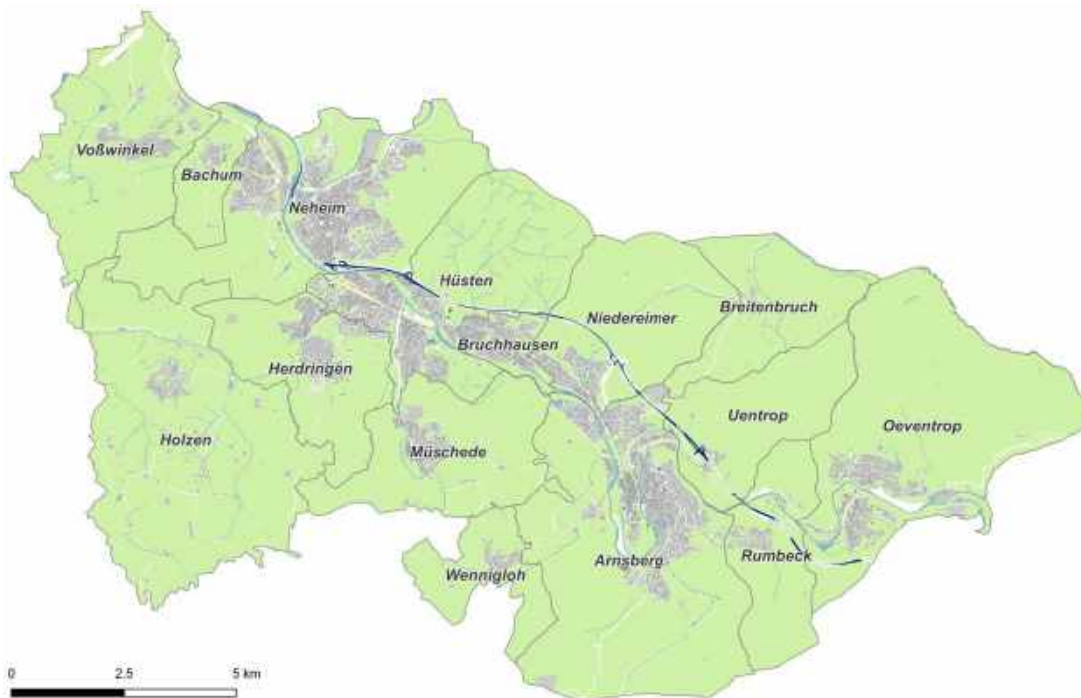 Voßwinkel
Bachum
Neheim
Hüsten
Niedereimer
Breitenbruch
Bruchhausen
Herdringen
Uentrop
Oeventrop
Holzen
Müschede
Arnsberg
Rumbeck
Wennigloh
0 2.5 5 km